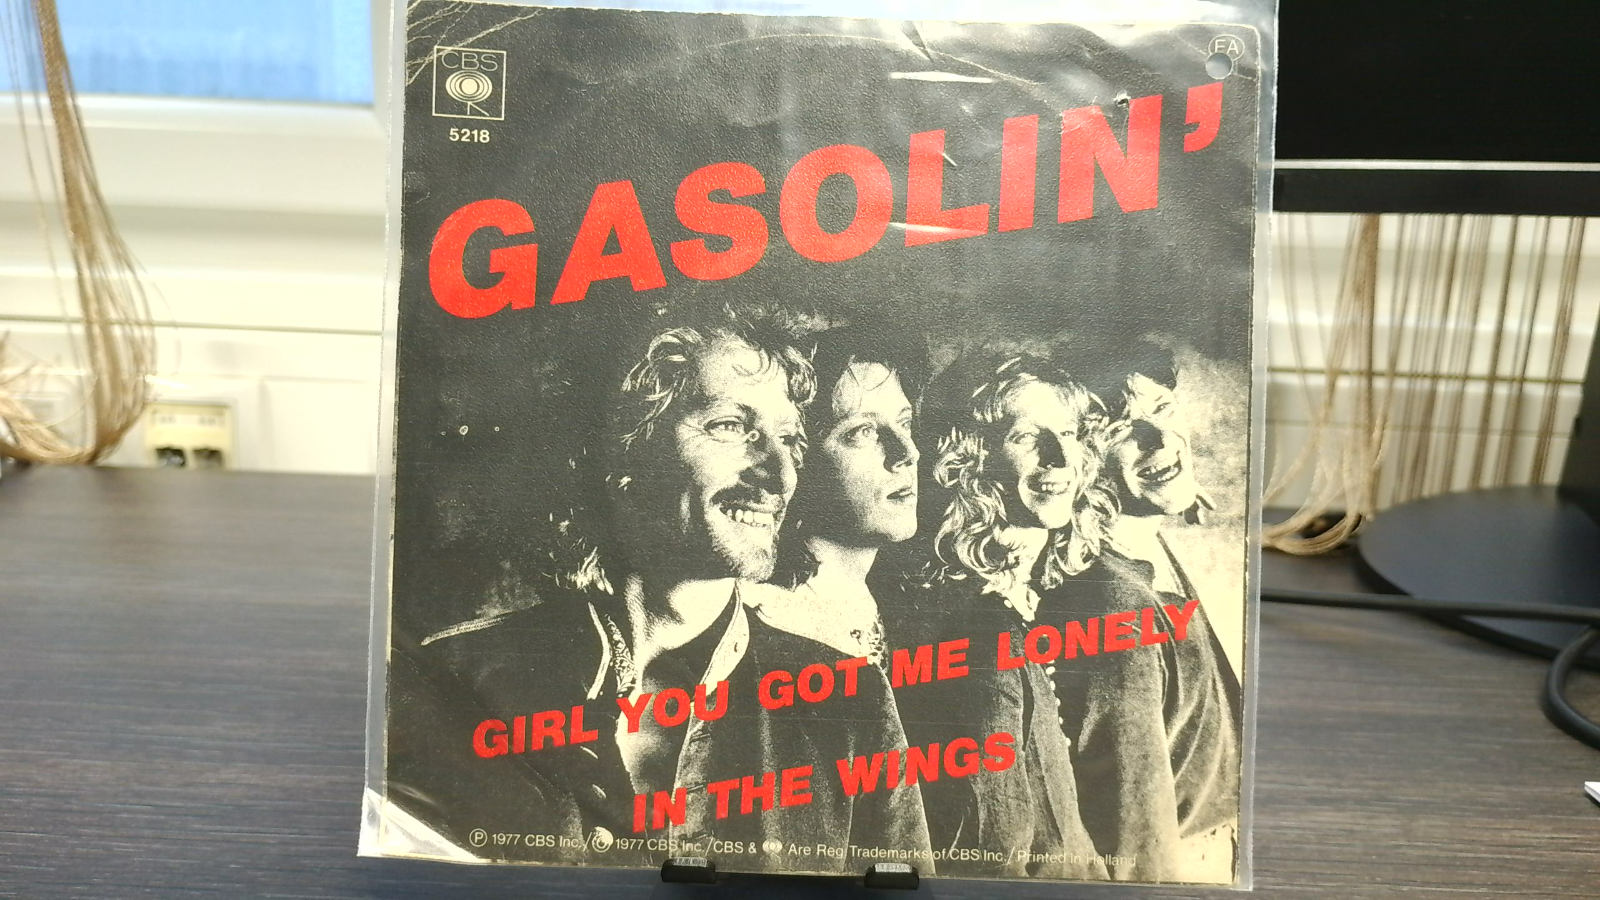 CBS
5218
EA
GASOLIN'
GIRL YOU GOT ME LONELY
IN THE WINGS
Ⓟ 1977 CBS Inc./© 1977 CBS Inc./CBS & Are Reg. Trademarks of CBS Inc./Printed in Holland